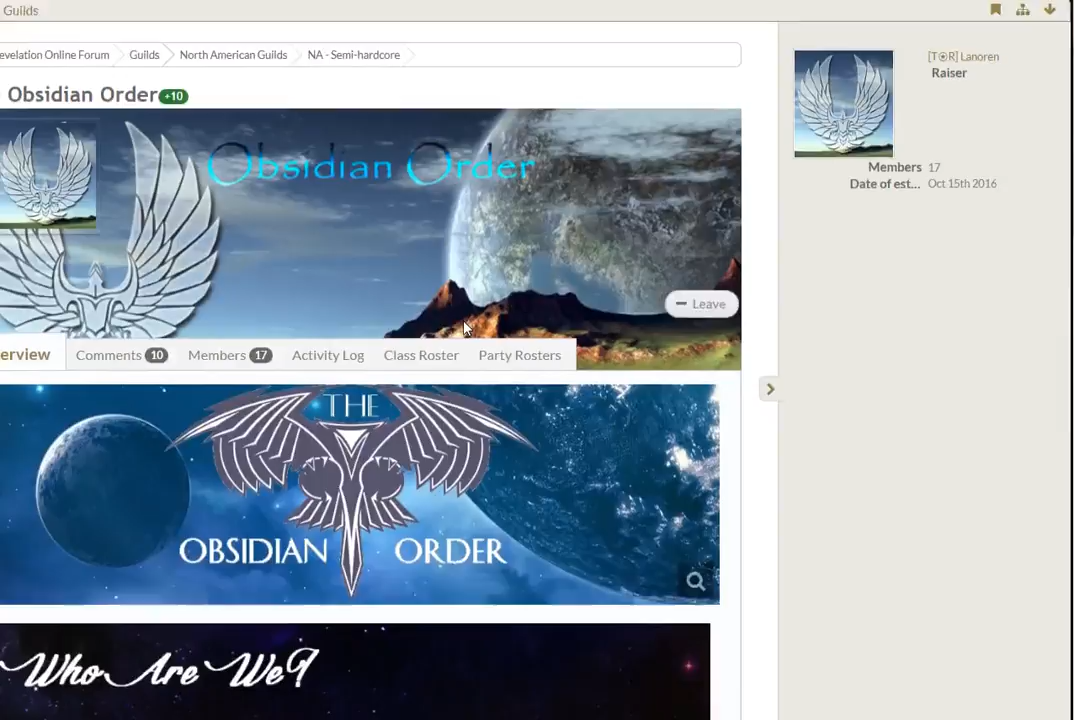 Guilds
evelation Online Forum
Guilds
North American Guilds
NA - Semi-hardcore
Obsidian Order +10
Obsidian Order
Leave
erview
Comments 10
Members 17
Activity Log
Class Roster
Party Rosters
THE
OBSIDIAN ORDER
Who Are We?
[T⦿R] Lanoren
Raiser
Members 17
Date of est... Oct 15th 2016